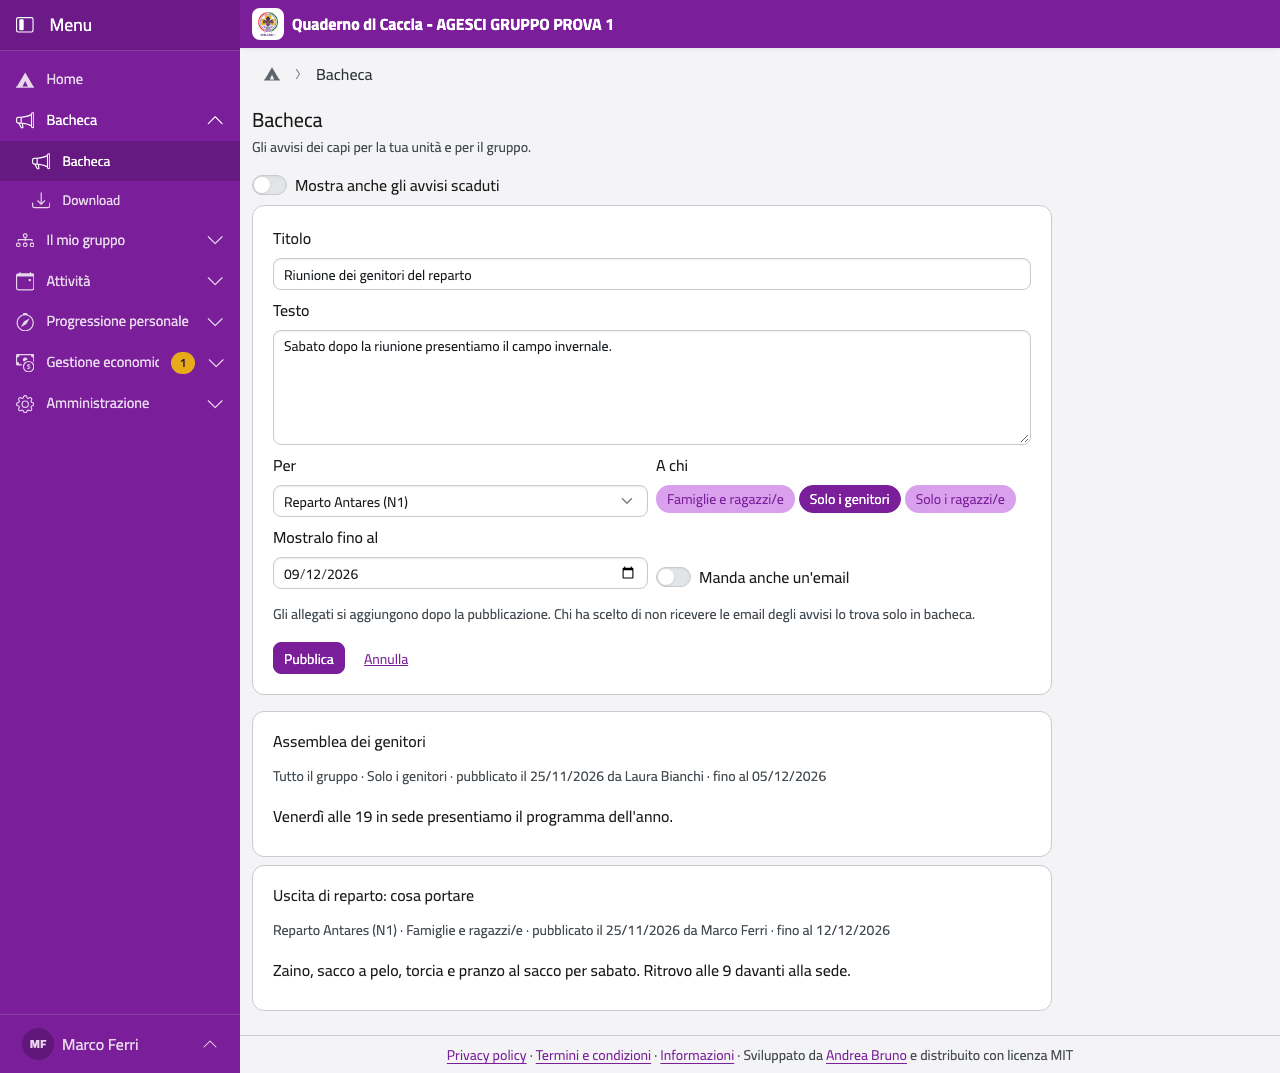 Menu
Quaderno di Caccia - AGESCI GRUPPO PROVA 1
Home
Bacheca
Bacheca
Download
Il mio gruppo
Attività
Progressione personale
Gestione economic
1
Amministrazione
MF
Marco Ferri
Bacheca
Bacheca
Gli avvisi dei capi per la tua unità e per il gruppo.
Mostra anche gli avvisi scaduti
Titolo
Riunione dei genitori del reparto
Testo
Sabato dopo la riunione presentiamo il campo invernale.
Per
A chi
Reparto Antares (N1)
Famiglie e ragazzi/e
Solo i genitori
Solo i ragazzi/e
Mostralo fino al
09/12/2026
Manda anche un'email
Gli allegati si aggiungono dopo la pubblicazione. Chi ha scelto di non ricevere le email degli avvisi lo trova solo in bacheca.
Pubblica
Annulla
Assemblea dei genitori
Tutto il gruppo · Solo i genitori · pubblicato il 25/11/2026 da Laura Bianchi · fino al 05/12/2026
Venerdì alle 19 in sede presentiamo il programma dell'anno.
Uscita di reparto: cosa portare
Reparto Antares (N1) · Famiglie e ragazzi/e · pubblicato il 25/11/2026 da Marco Ferri · fino al 12/12/2026
Zaino, sacco a pelo, torcia e pranzo al sacco per sabato. Ritrovo alle 9 davanti alla sede.
Privacy policy · Termini e condizioni · Informazioni · Sviluppato da Andrea Bruno e distribuito con licenza MIT